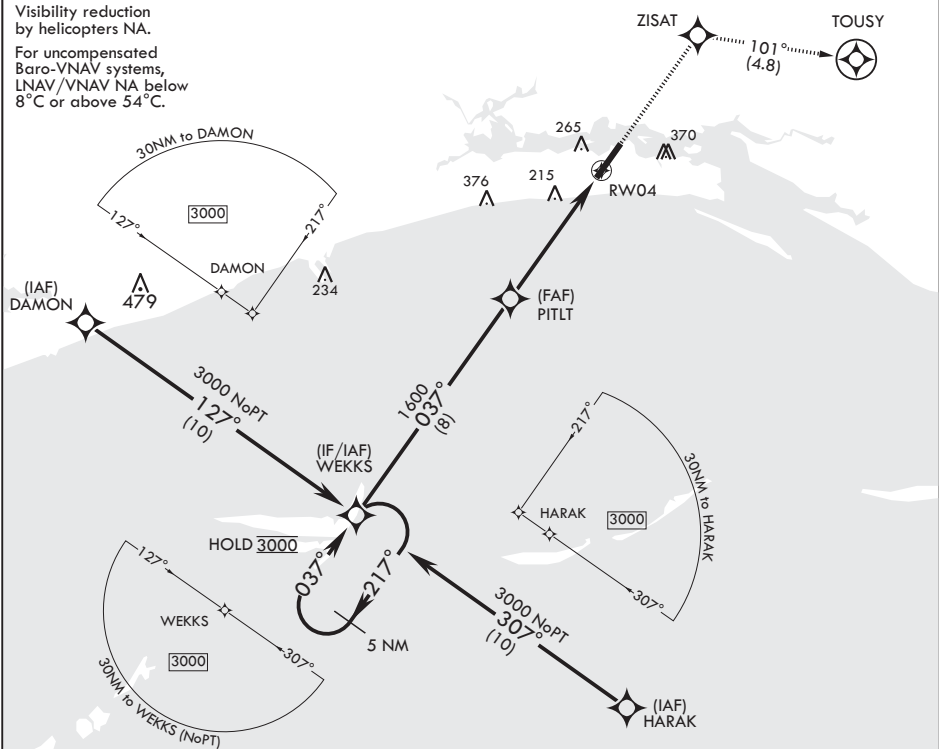 Visibility reduction
by helicopters NA.
For uncompensated
Baro-VNAV systems,
LNAV/VNAV NA below
8°C or above 54°C.
ZISAT
TOUSY
101°
(4.8)
30NM to DAMON
3000
127°
217°
DAMON
265
370
376
215
RW04
(IAF)
DAMON
479
234
(FAF)
PITLT
3000 NoPT
127°
(10)
1600
037°
(8)
(IF/IAF)
WEKKS
217°
30NM to HARAK
HARAK
3000
307°
HOLD 3000
037°
217°
5 NM
127°
WEKKS
3000
307°
30NM to WEKKS (NoPT)
3000 NoPT
307°
(10)
(IAF)
HARAK